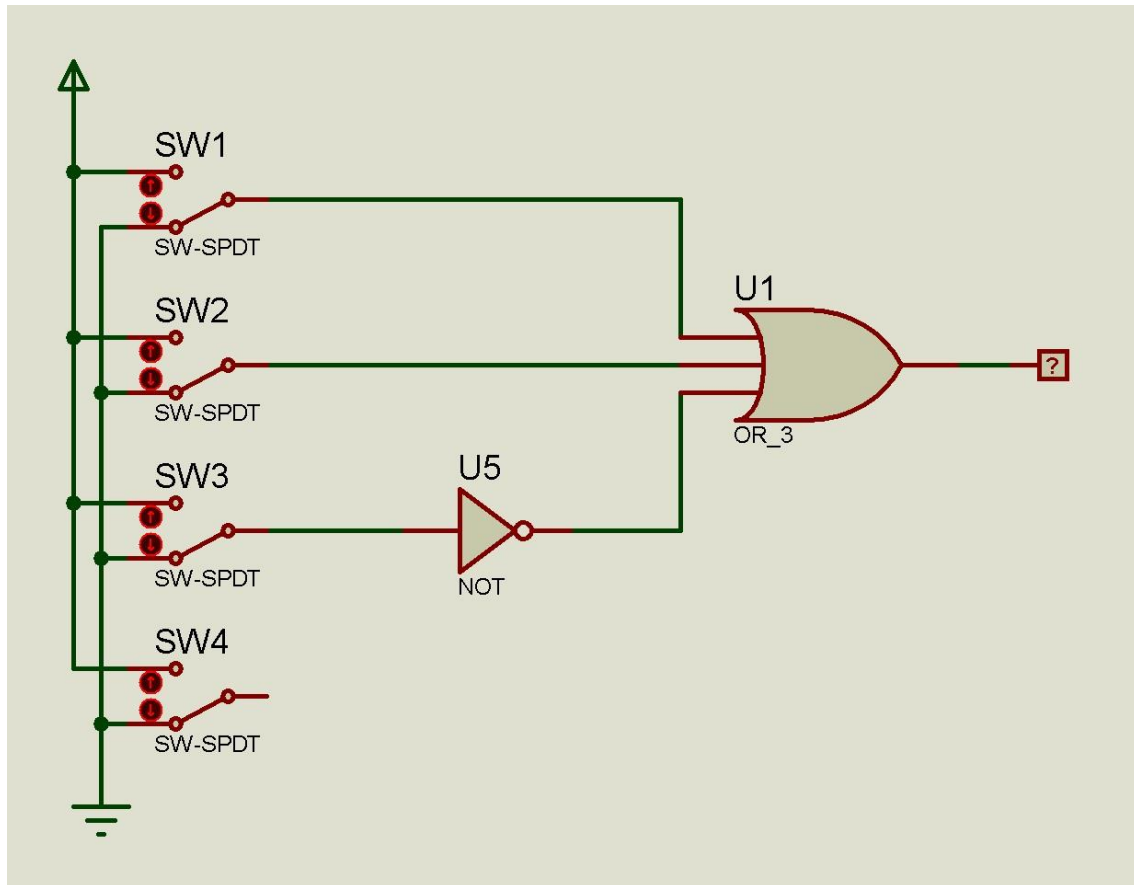 SW1
↑
↓
SW-SPDT
SW2
↑
↓
SW-SPDT
U1
?
OR_3
SW3
↑
↓
SW-SPDT
U5
NOT
SW4
↑
↓
SW-SPDT